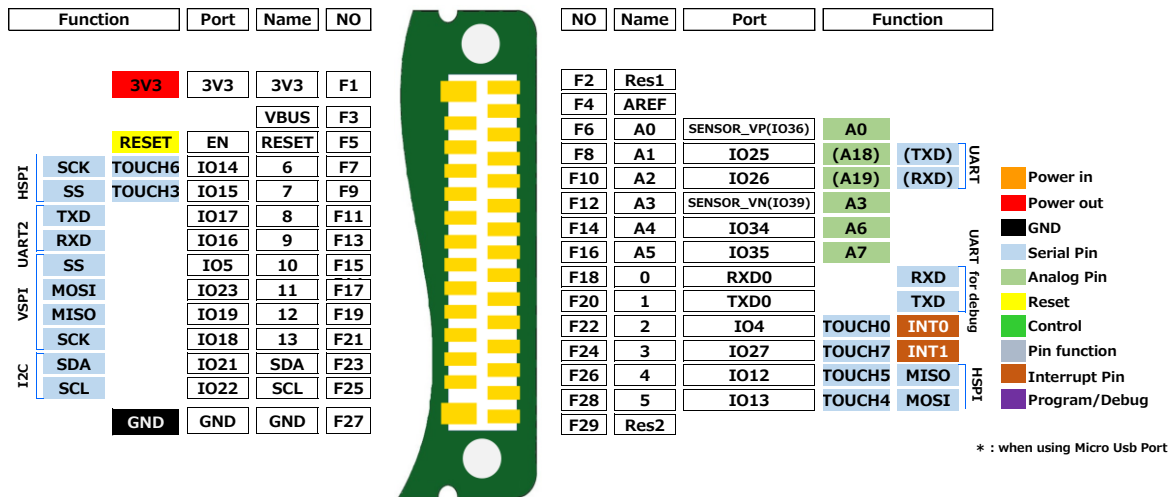 Function Port Name NO
NO Name Port Function
3V3 3V3 3V3 F1
VBUS F3
RESET EN RESET F5
HSPI
SCK TOUCH6 IO14 6 F7
SS TOUCH3 IO15 7 F9
UART2
TXD IO17 8 F11
RXD IO16 9 F13
VSPI
SS IO5 10 F15
MOSI IO23 11 F17
MISO IO19 12 F19
SCK IO18 13 F21
I2C
SDA IO21 SDA F23
SCL IO22 SCL F25
GND GND GND F27
F2 Res1
F4 AREF
F6 A0 SENSOR_VP(IO36) A0
F8 A1 IO25 (A18) (TXD)
F10 A2 IO26 (A19) (RXD)
UART
F12 A3 SENSOR_VN(IO39) A3
F14 A4 IO34 A6
F16 A5 IO35 A7
F18 0 RXD0 RXD
F20 1 TXD0 TXD
UART for debug
F22 2 IO4 TOUCH0 INT0
F24 3 IO27 TOUCH7 INT1
F26 4 IO12 TOUCH5 MISO
F28 5 IO13 TOUCH4 MOSI
HSPI
F29 Res2
Power in
Power out
GND
Serial Pin
Analog Pin
Reset
Control
Pin function
Interrupt Pin
Program/Debug
* : when using Micro Usb Port